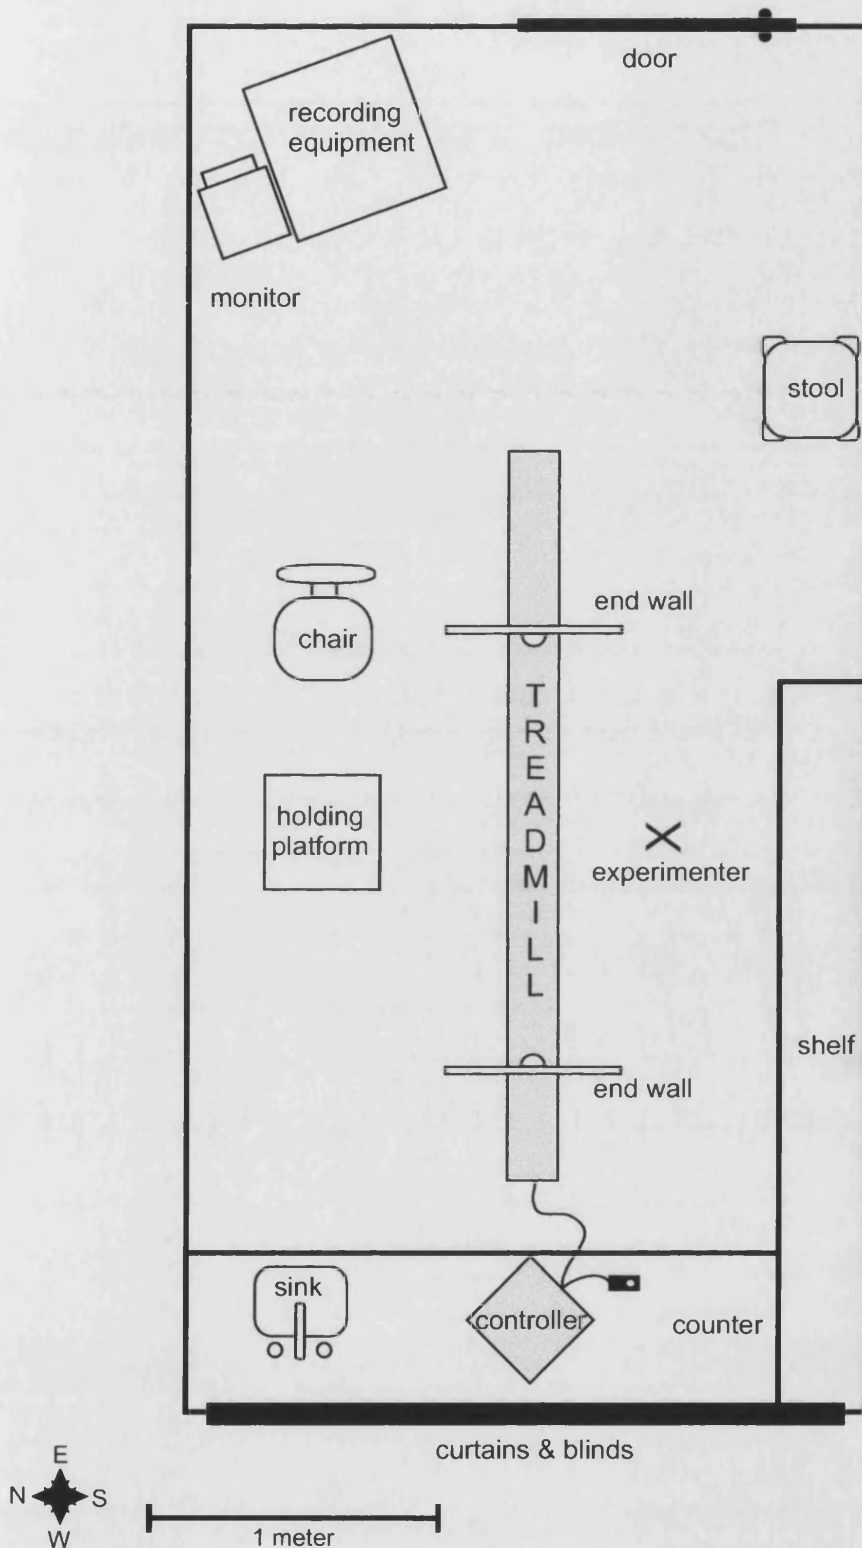 door
recording
equipment
monitor
stool
end wall
chair
TREADMILL
holding
platform
experimenter
shelf
end wall
sink
controller
counter
curtains & blinds
E
N S
W
1 meter